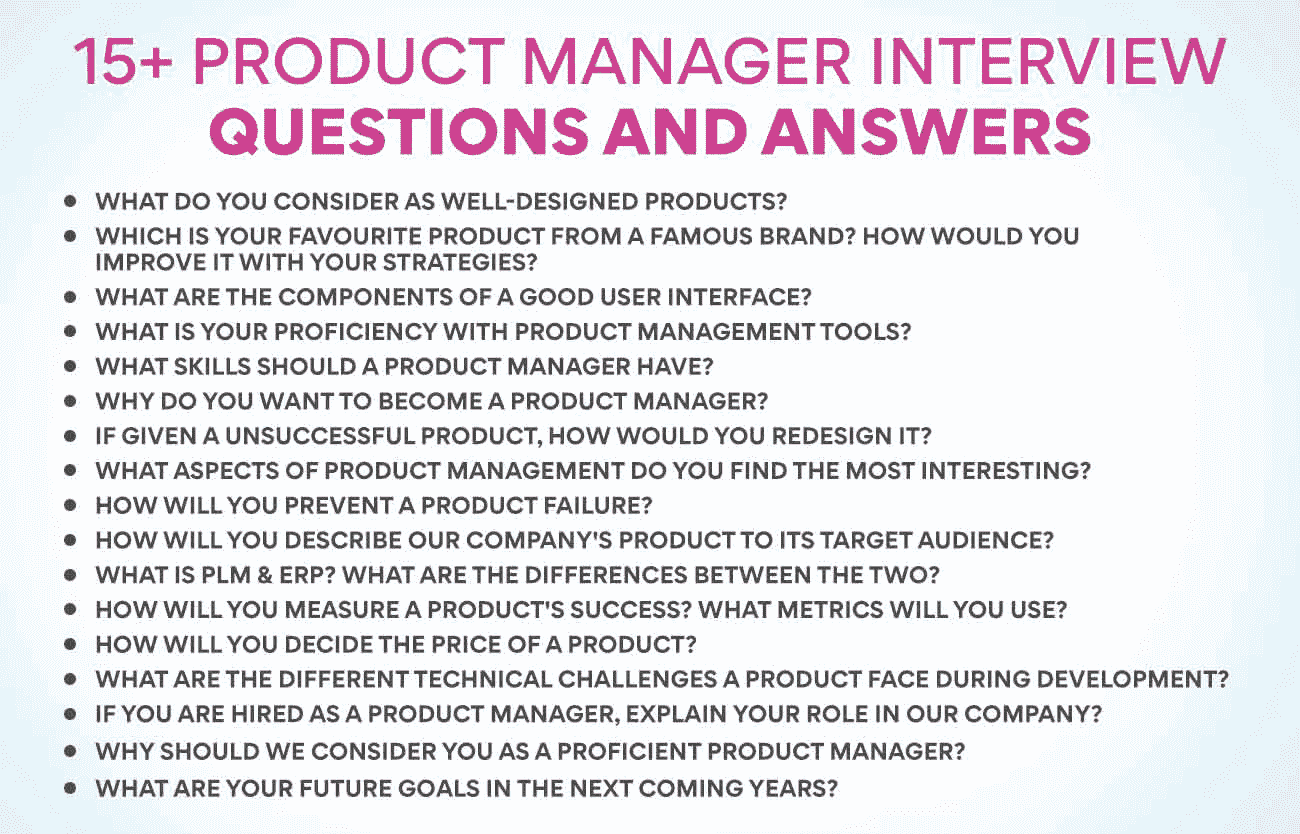 15+ PRODUCT MANAGER INTERVIEW
QUESTIONS AND ANSWERS
• WHAT DO YOU CONSIDER AS WELL-DESIGNED PRODUCTS?
• WHICH IS YOUR FAVOURITE PRODUCT FROM A FAMOUS BRAND? HOW WOULD YOU
IMPROVE IT WITH YOUR STRATEGIES?
• WHAT ARE THE COMPONENTS OF A GOOD USER INTERFACE?
• WHAT IS YOUR PROFICIENCY WITH PRODUCT MANAGEMENT TOOLS?
• WHAT SKILLS SHOULD A PRODUCT MANAGER HAVE?
• WHY DO YOU WANT TO BECOME A PRODUCT MANAGER?
• IF GIVEN A UNSUCCESSFUL PRODUCT, HOW WOULD YOU REDESIGN IT?
• WHAT ASPECTS OF PRODUCT MANAGEMENT DO YOU FIND THE MOST INTERESTING?
• HOW WILL YOU PREVENT A PRODUCT FAILURE?
• HOW WILL YOU DESCRIBE OUR COMPANY'S PRODUCT TO ITS TARGET AUDIENCE?
• WHAT IS PLM & ERP? WHAT ARE THE DIFFERENCES BETWEEN THE TWO?
• HOW WILL YOU MEASURE A PRODUCT'S SUCCESS? WHAT METRICS WILL YOU USE?
• HOW WILL YOU DECIDE THE PRICE OF A PRODUCT?
• WHAT ARE THE DIFFERENT TECHNICAL CHALLENGES A PRODUCT FACE DURING DEVELOPMENT?
• IF YOU ARE HIRED AS A PRODUCT MANAGER, EXPLAIN YOUR ROLE IN OUR COMPANY?
• WHY SHOULD WE CONSIDER YOU AS A PROFICIENT PRODUCT MANAGER?
• WHAT ARE YOUR FUTURE GOALS IN THE NEXT COMING YEARS?